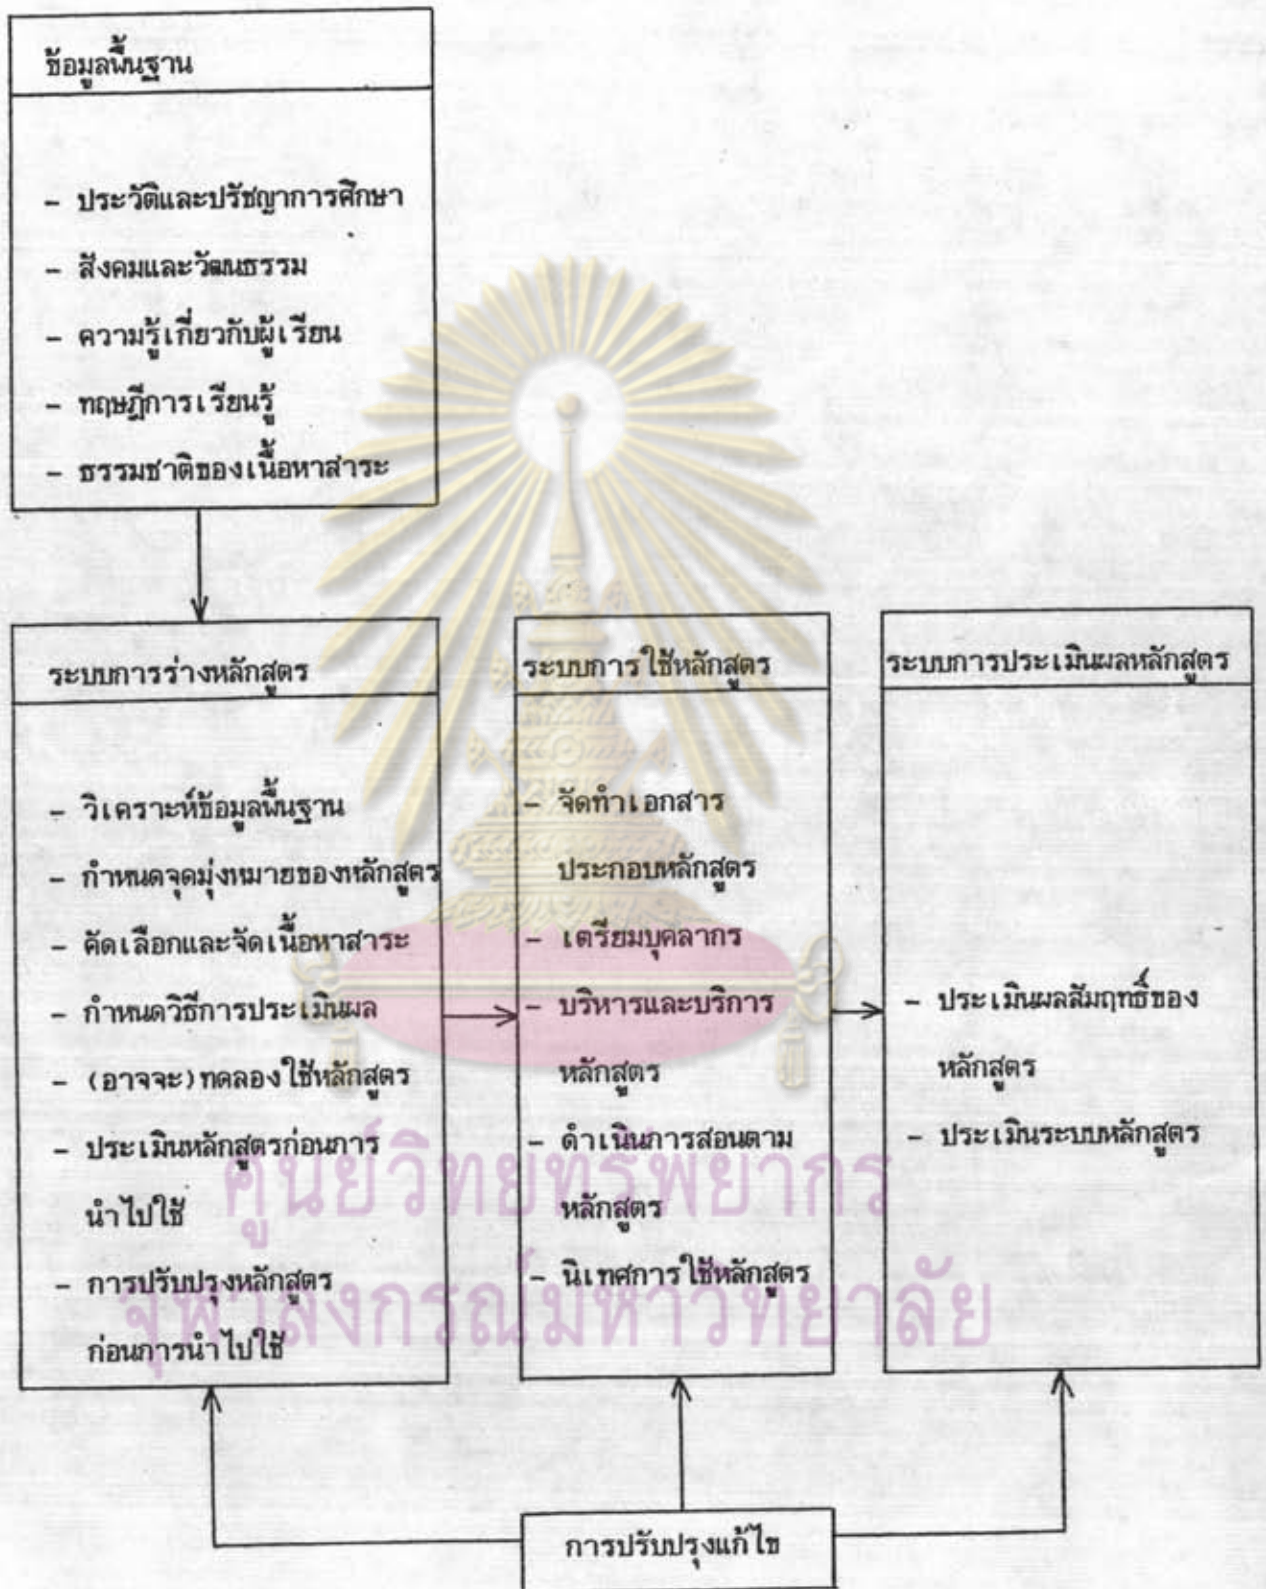 ข้อมูลพื้นฐาน
- ประวัติและปรัชญาการศึกษา
- สังคมและวัฒนธรรม
- ความรู้เกี่ยวกับผู้เรียน
- ทฤษฎีการเรียนรู้
- ธรรมชาติของเนื้อหาสาระ
ระบบการร่างหลักสูตร
- วิเคราะห์ข้อมูลพื้นฐาน
- กำหนดจุดมุ่งหมายของหลักสูตร
- คัดเลือกและจัดเนื้อหาสาระ
- กำหนดวิธีการประเมินผล
- (อาจจะ)ทดลองใช้หลักสูตร
- ประเมินหลักสูตรก่อนการ
นำไปใช้
- การปรับปรุงหลักสูตร
ก่อนการนำไปใช้
ระบบการใช้หลักสูตร
- จัดทำเอกสาร
ประกอบหลักสูตร
- เตรียมบุคลากร
- บริหารและบริการ
หลักสูตร
- ดำเนินการสอนตาม
หลักสูตร
- นิเทศการใช้หลักสูตร
ระบบการประเมินผลหลักสูตร
- ประเมินผลสัมฤทธิ์ของ
หลักสูตร
- ประเมินระบบหลักสูตร
การปรับปรุงแก้ไข
ศูนย์วิทยทรัพยากร
จุฬาลงกรณ์มหาวิทยาลัย